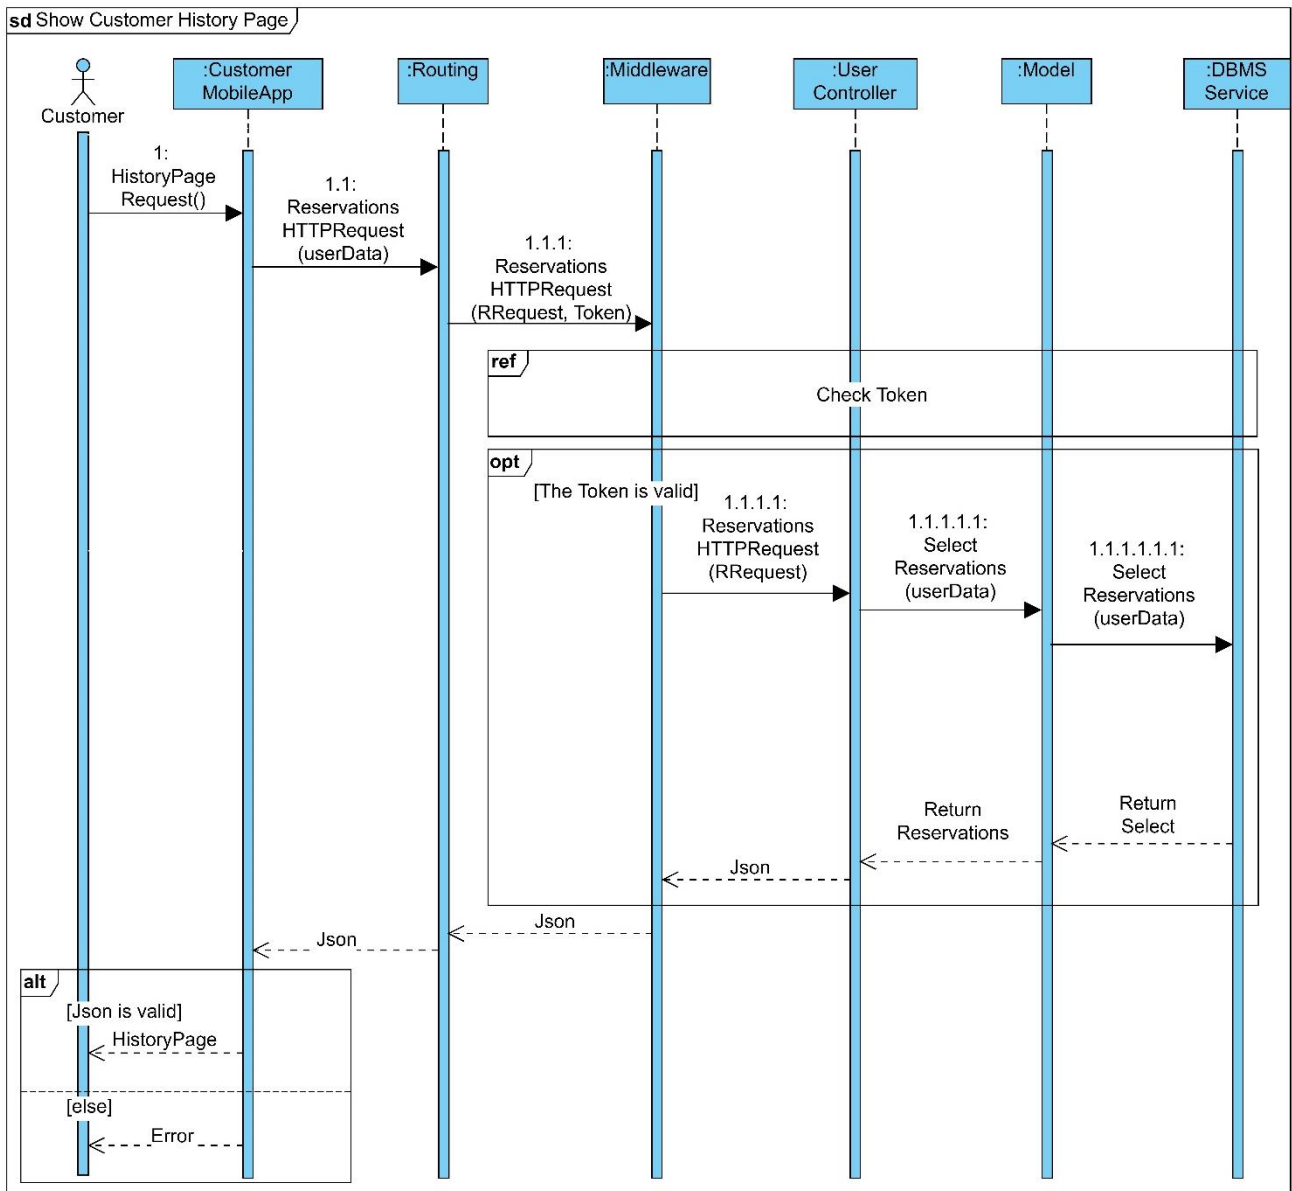 sd Show Customer History Page
Customer
:Customer
MobileApp
:Routing
:Middleware
:User
Controller
:Model
:DBMS
Service
1:
HistoryPage
Request()
1.1:
Reservations
HTTPRequest
(userData)
1.1.1:
Reservations
HTTPRequest
(RRequest, Token)
ref
Check Token
opt
[The Token is valid]
1.1.1.1:
Reservations
HTTPRequest
(RRequest)
1.1.1.1.1:
Select
Reservations
(userData)
1.1.1.1.1.1:
Select
Reservations
(userData)
Return
Select
Return
Reservations
Json
Json
Json
alt
[Json is valid]
HistoryPage
[else]
Error